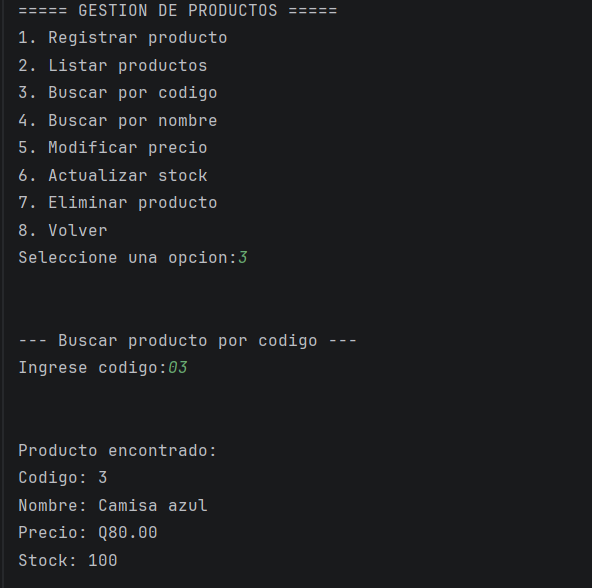 ===== GESTION DE PRODUCTOS =====
1. Registrar producto
2. Listar productos
3. Buscar por codigo
4. Buscar por nombre
5. Modificar precio
6. Actualizar stock
7. Eliminar producto
8. Volver
Seleccione una opcion:3
--- Buscar producto por codigo ---
Ingrese codigo:03
Producto encontrado:
Codigo: 3
Nombre: Camisa azul
Precio: Q80.00
Stock: 100